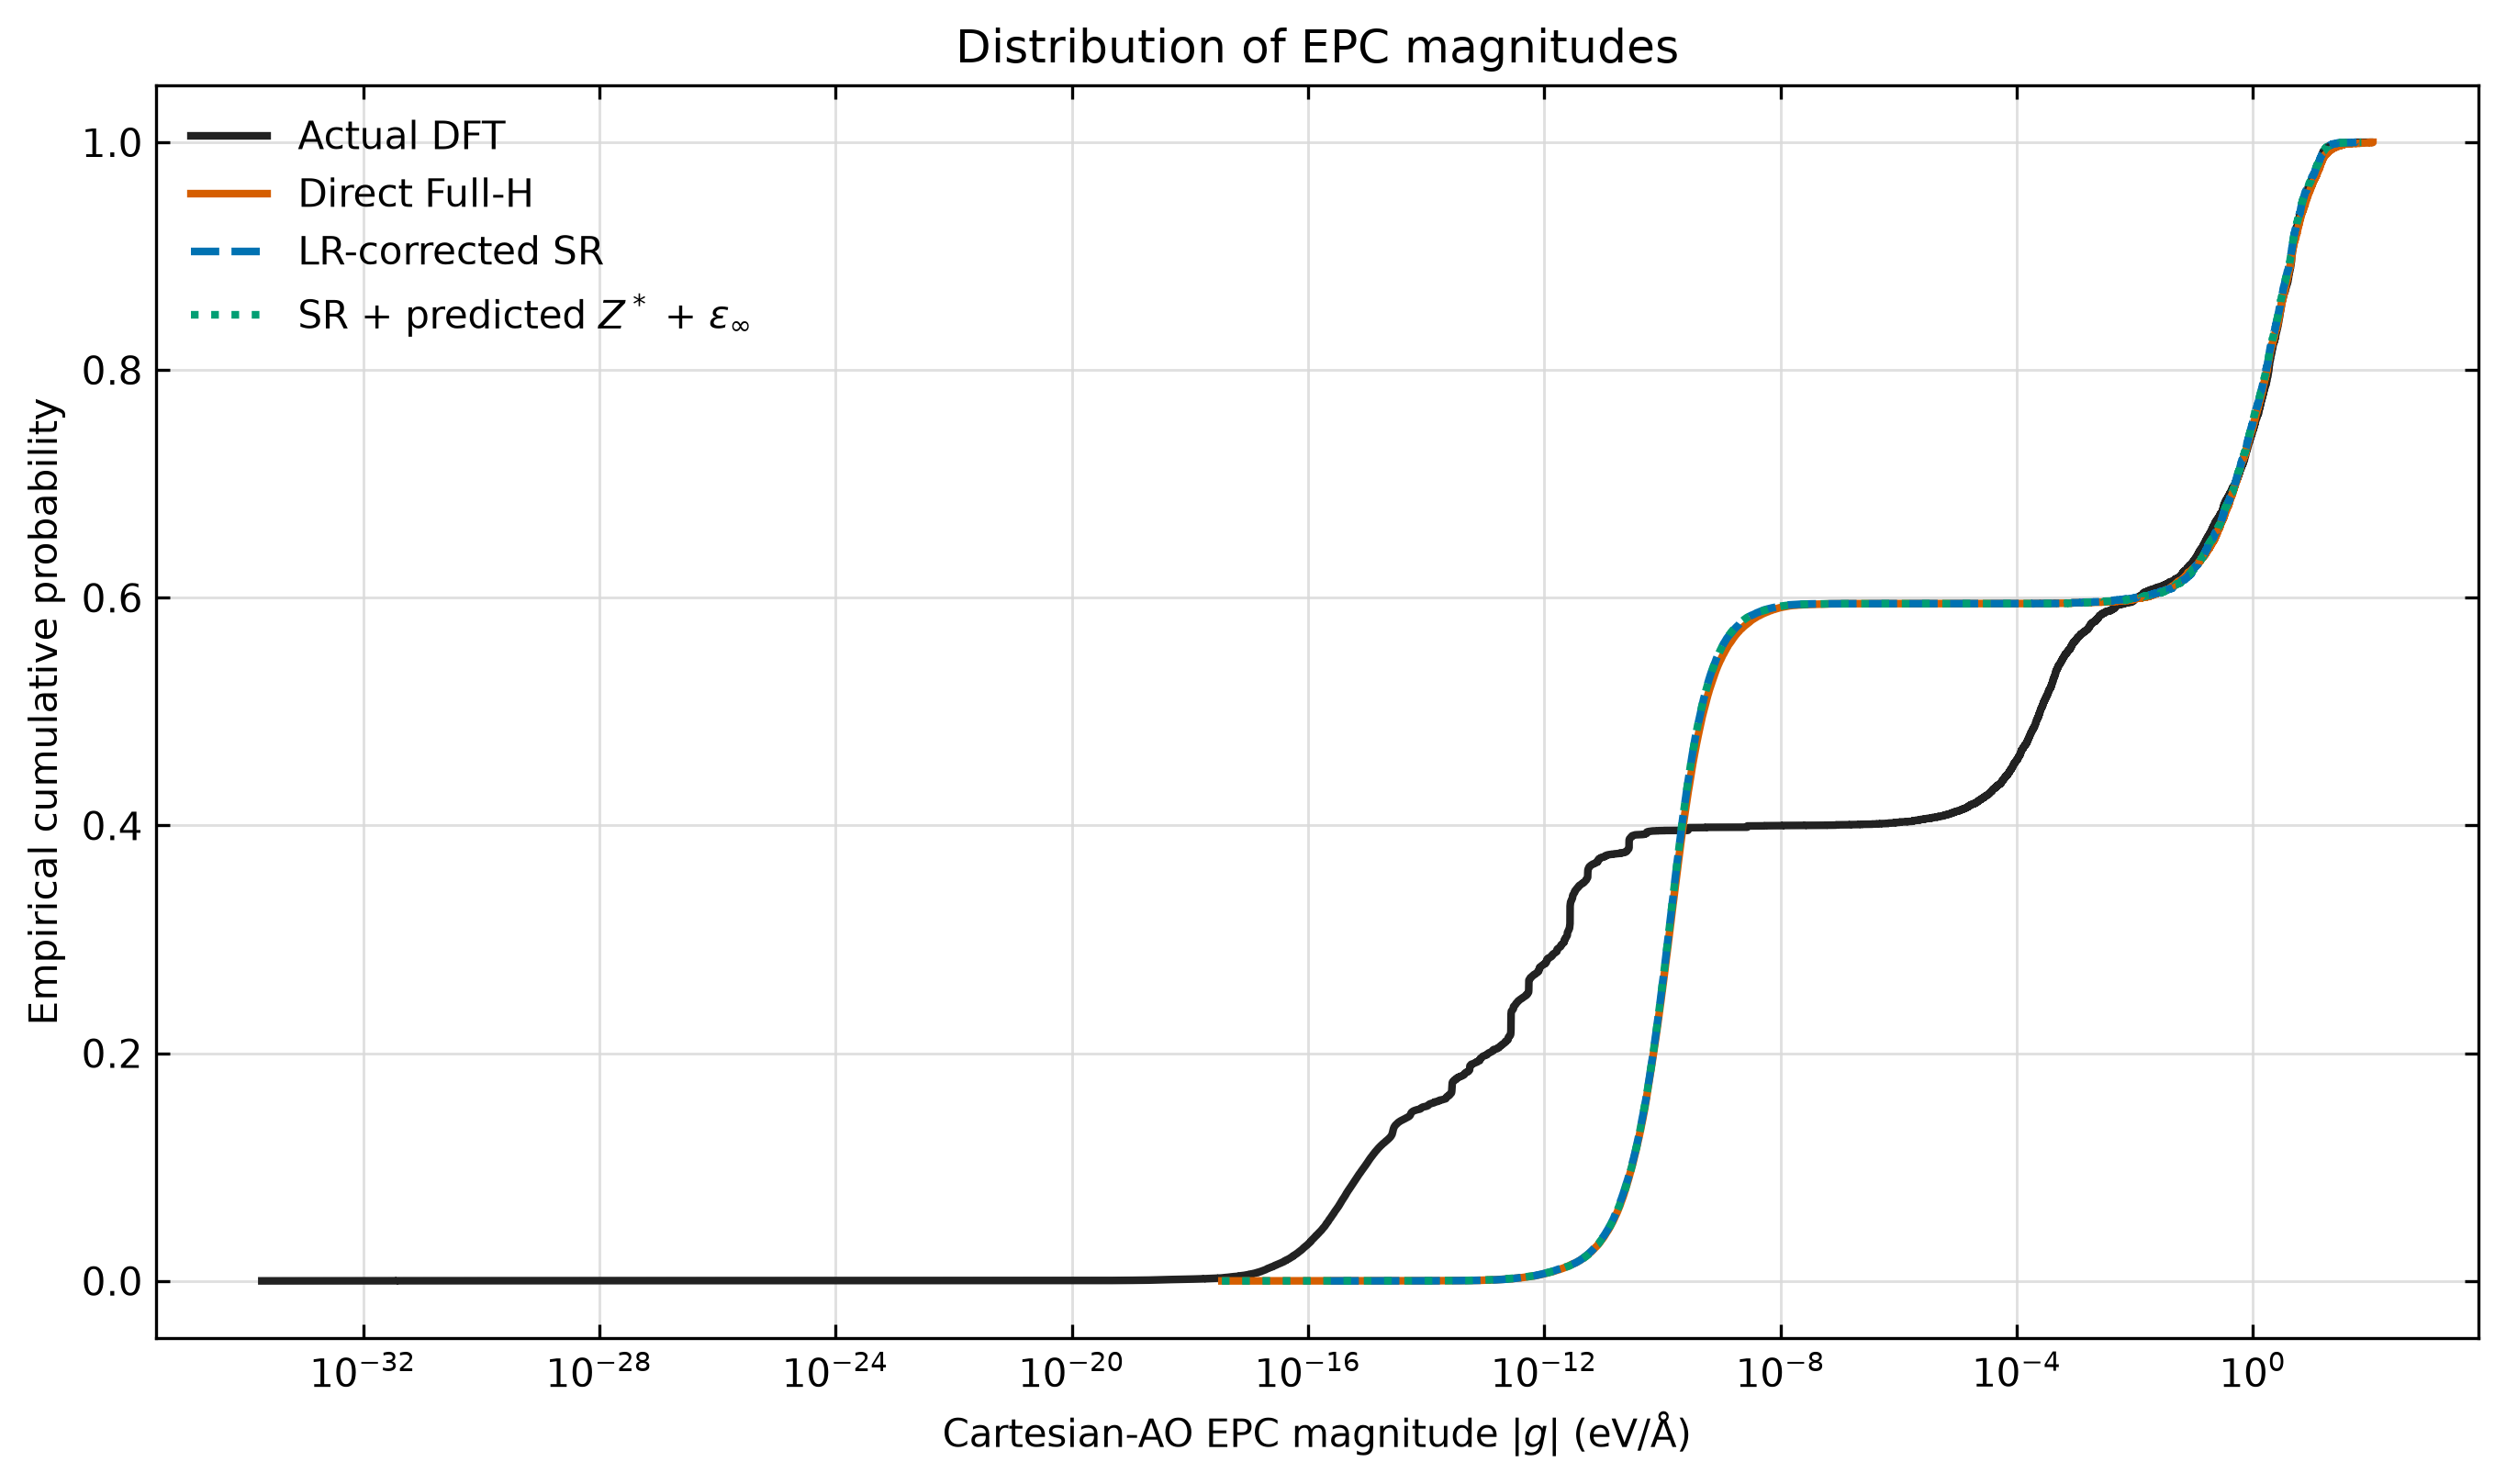 Distribution of EPC magnitudes
Actual DFT
Direct Full-H
LR-corrected SR
SR + predicted Z* + ε∞
Empirical cumulative probability
1.0
0.8
0.6
0.4
0.2
0.0
10⁻³² 10⁻²⁸ 10⁻²⁴ 10⁻²⁰ 10⁻¹⁶ 10⁻¹² 10⁻⁸ 10⁻⁴ 10⁰
Cartesian-AO EPC magnitude |g| (eV/Å)